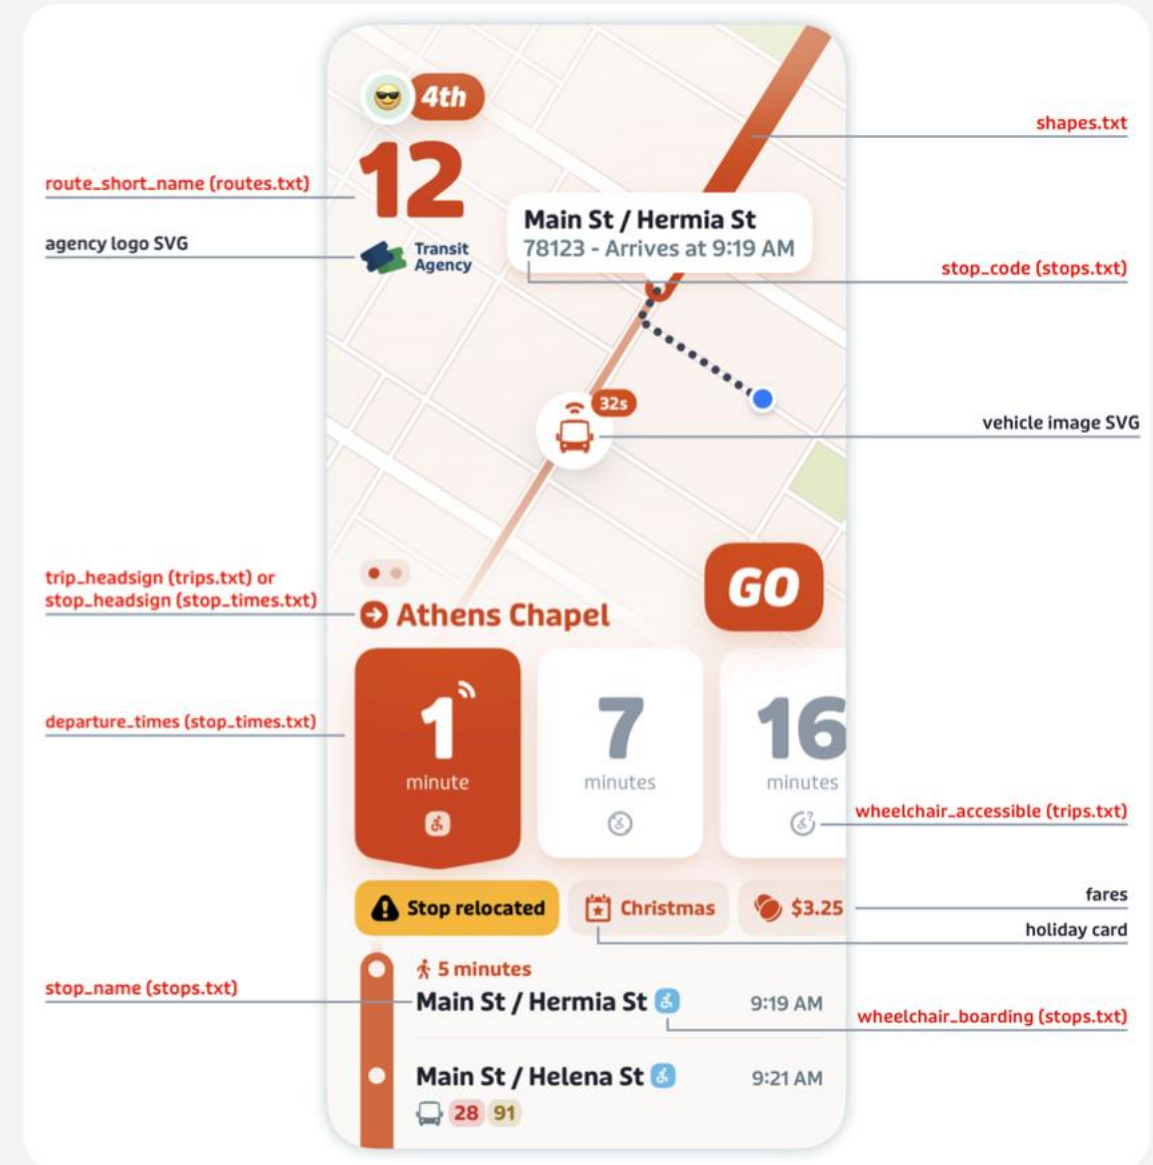 4th
12
route_short_name (routes.txt)
agency logo SVG
Transit
Agency
shapes.txt
Main St / Hermia St
78123 - Arrives at 9:19 AM
stop_code (stops.txt)
32s
vehicle image SVG
trip_headsign (trips.txt) or
stop_headsign (stop_times.txt)
Athens Chapel
GO
departure_times (stop_times.txt)
1
minute
7
minutes
16
minutes
?
wheelchair_accessible (trips.txt)
Stop relocated
Christmas
$3.25
fares
holiday card
5 minutes
stop_name (stops.txt)
Main St / Hermia St
9:19 AM
wheelchair_boarding (stops.txt)
Main St / Helena St
9:21 AM
28
91